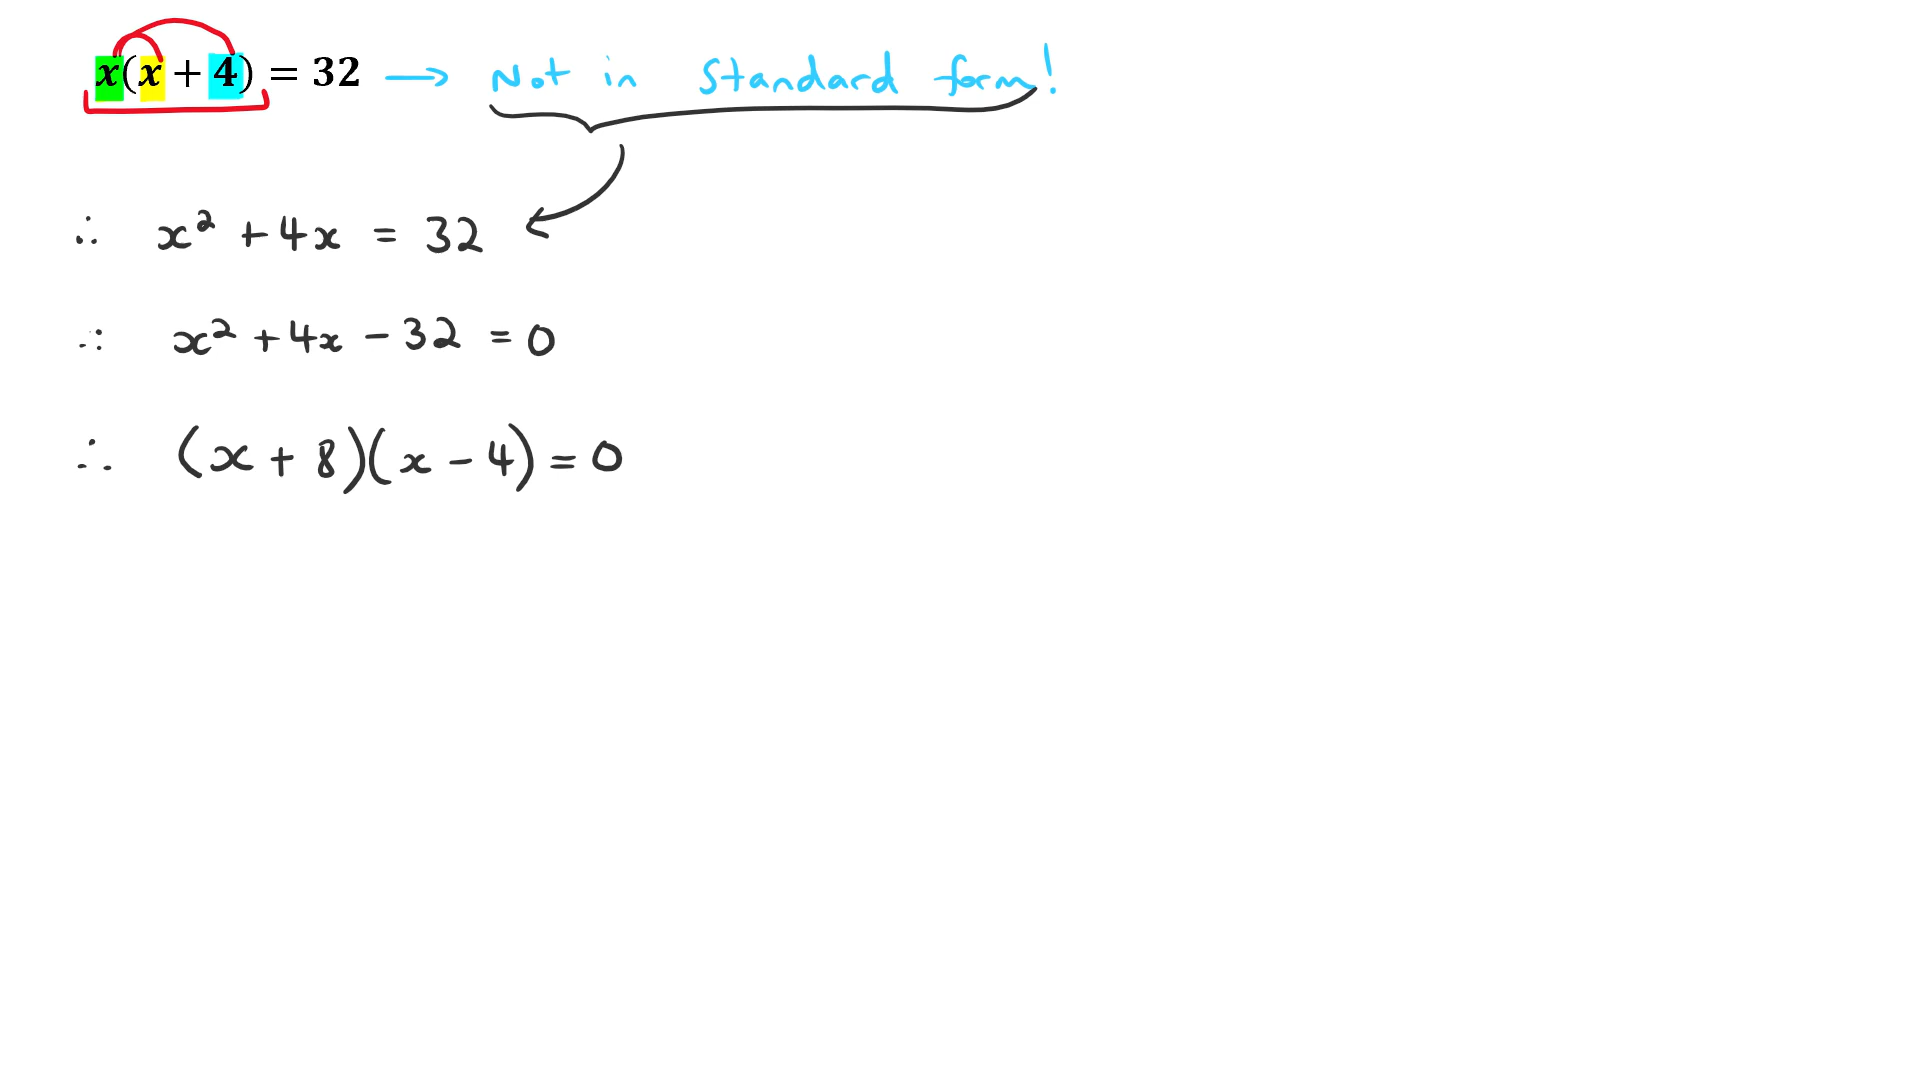 x(x + 4) = 32 → Not in standard form!
∴ x² + 4x = 32
∴ x² + 4x - 32 = 0
∴ (x + 8)(x - 4) = 0